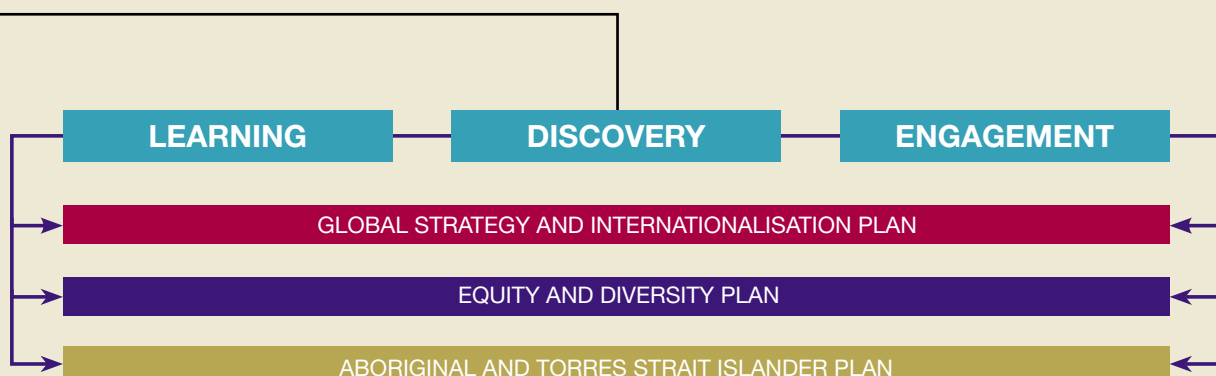 LEARNING
DISCOVERY
ENGAGEMENT
GLOBAL STRATEGY AND INTERNATIONALISATION PLAN
EQUITY AND DIVERSITY PLAN
ABORIGINAL AND TORRES STRAIT ISLANDER PLAN